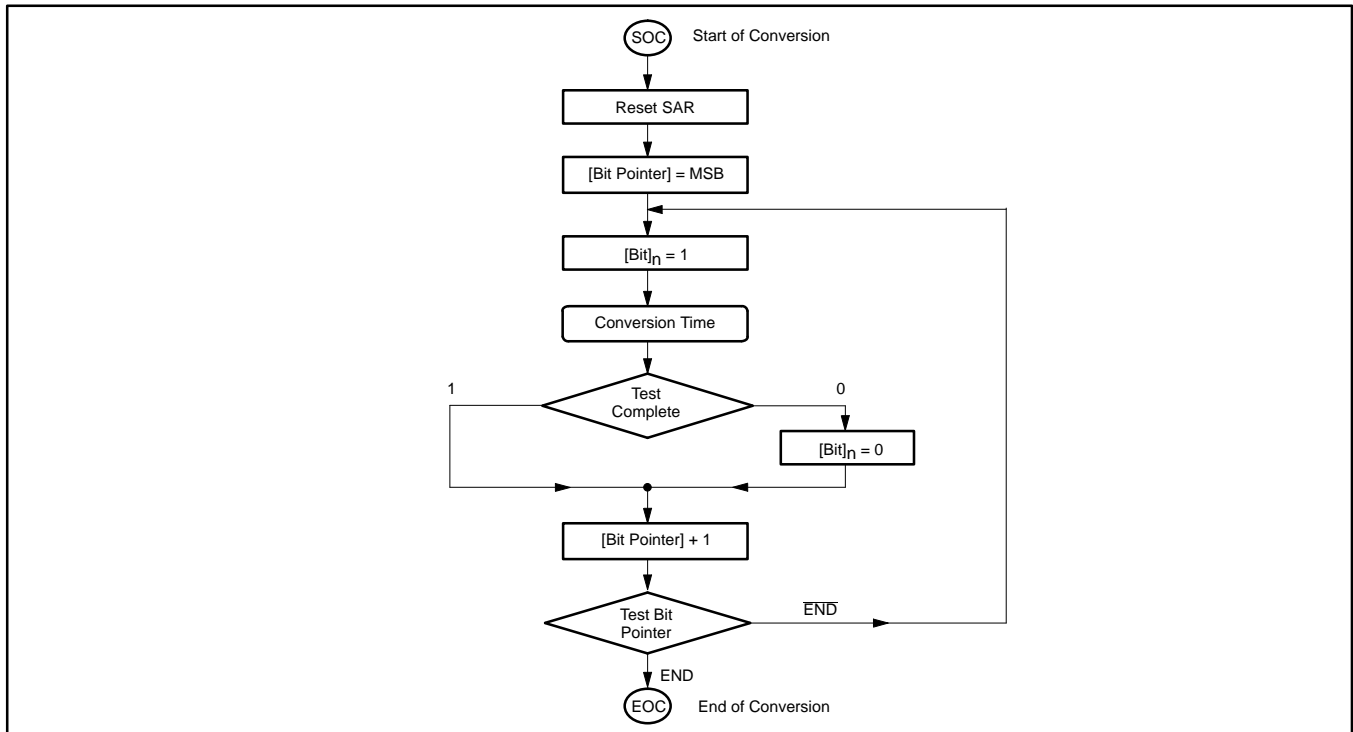 SOC Start of Conversion
Reset SAR
[Bit Pointer] = MSB
[Bit]n = 1
Conversion Time
1
Test
Complete
0
[Bit]n = 0
[Bit Pointer] + 1
Test Bit
Pointer
E̅N̅D̅
END
EOC End of Conversion